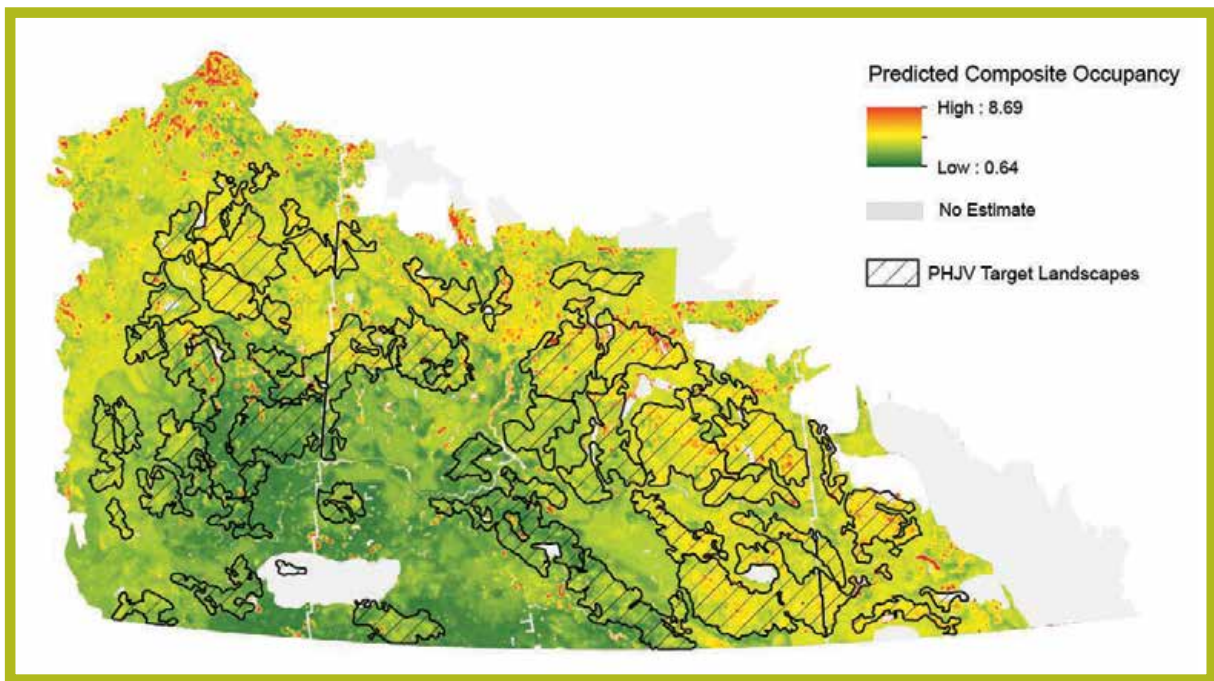 Predicted Composite Occupancy
High : 8.69
Low : 0.64
No Estimate
PHJV Target Landscapes